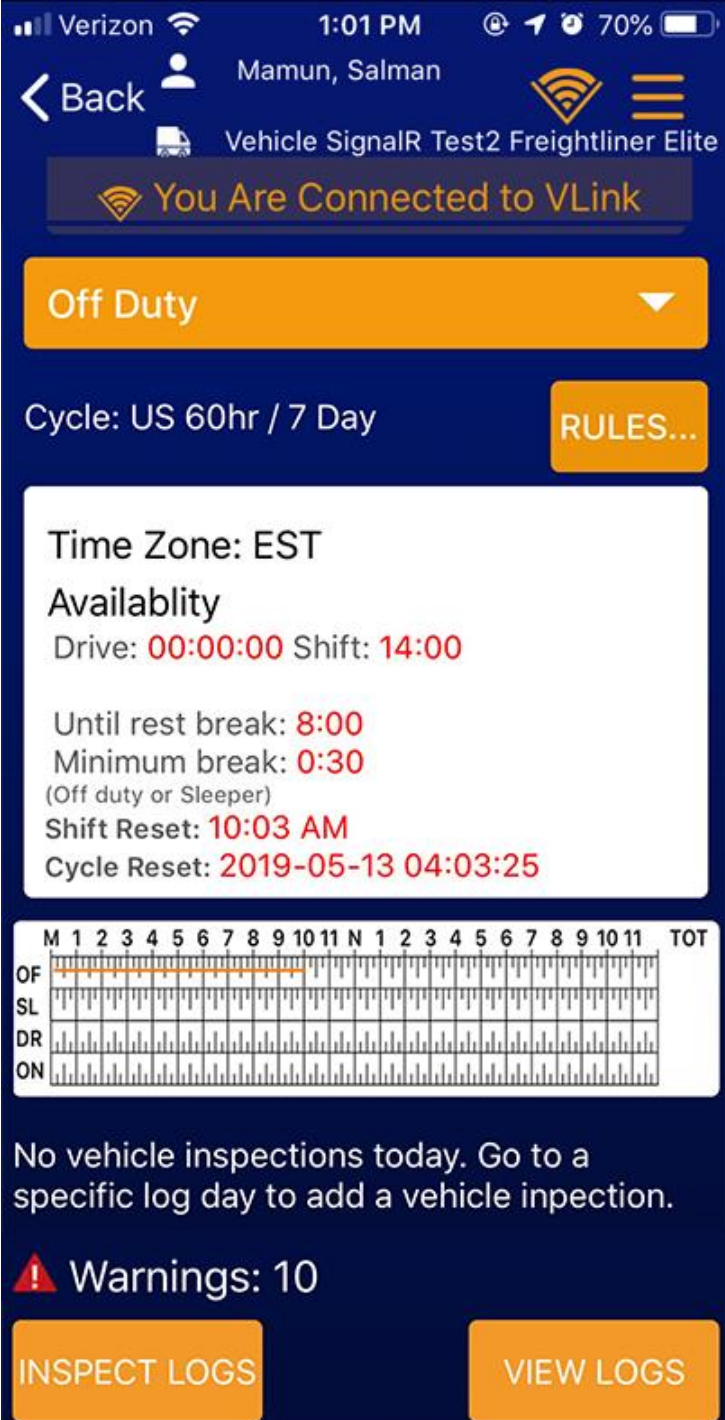 Verizon 1:01 PM 70%
Back
Mamun, Salman
Vehicle SignalR Test2 Freightliner Elite
You Are Connected to VLink
Off Duty
Cycle: US 60hr / 7 Day
RULES...
Time Zone: EST
Availablity
Drive: 00:00:00 Shift: 14:00
Until rest break: 8:00
Minimum break: 0:30
(Off duty or Sleeper)
Shift Reset: 10:03 AM
Cycle Reset: 2019-05-13 04:03:25
M 1 2 3 4 5 6 7 8 9 10 11 N 1 2 3 4 5 6 7 8 9 10 11 TOT
OF
SL
DR
ON
No vehicle inspections today. Go to a
specific log day to add a vehicle inpection.
Warnings: 10
INSPECT LOGS VIEW LOGS